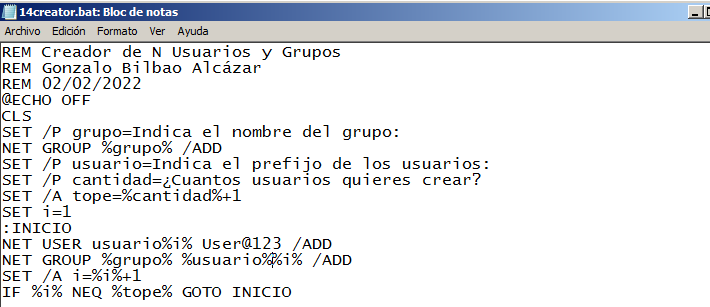 14creator.bat: Bloc de notas
Archivo Edición Formato Ver Ayuda
REM Creador de N Usuarios y Grupos
REM Gonzalo Bilbao Alcázar
REM 02/02/2022
@ECHO OFF
CLS
SET /P grupo=Indica el nombre del grupo:
NET GROUP %grupo% /ADD
SET /P usuario=Indica el prefijo de los usuarios:
SET /P cantidad=¿Cuantos usuarios quieres crear?
SET /A tope=%cantidad%+1
SET i=1
:INICIO
NET USER usuario%i% User@123 /ADD
NET GROUP %grupo% %usuario%%i% /ADD
SET /A i=%i%+1
IF %i% NEQ %tope% GOTO INICIO